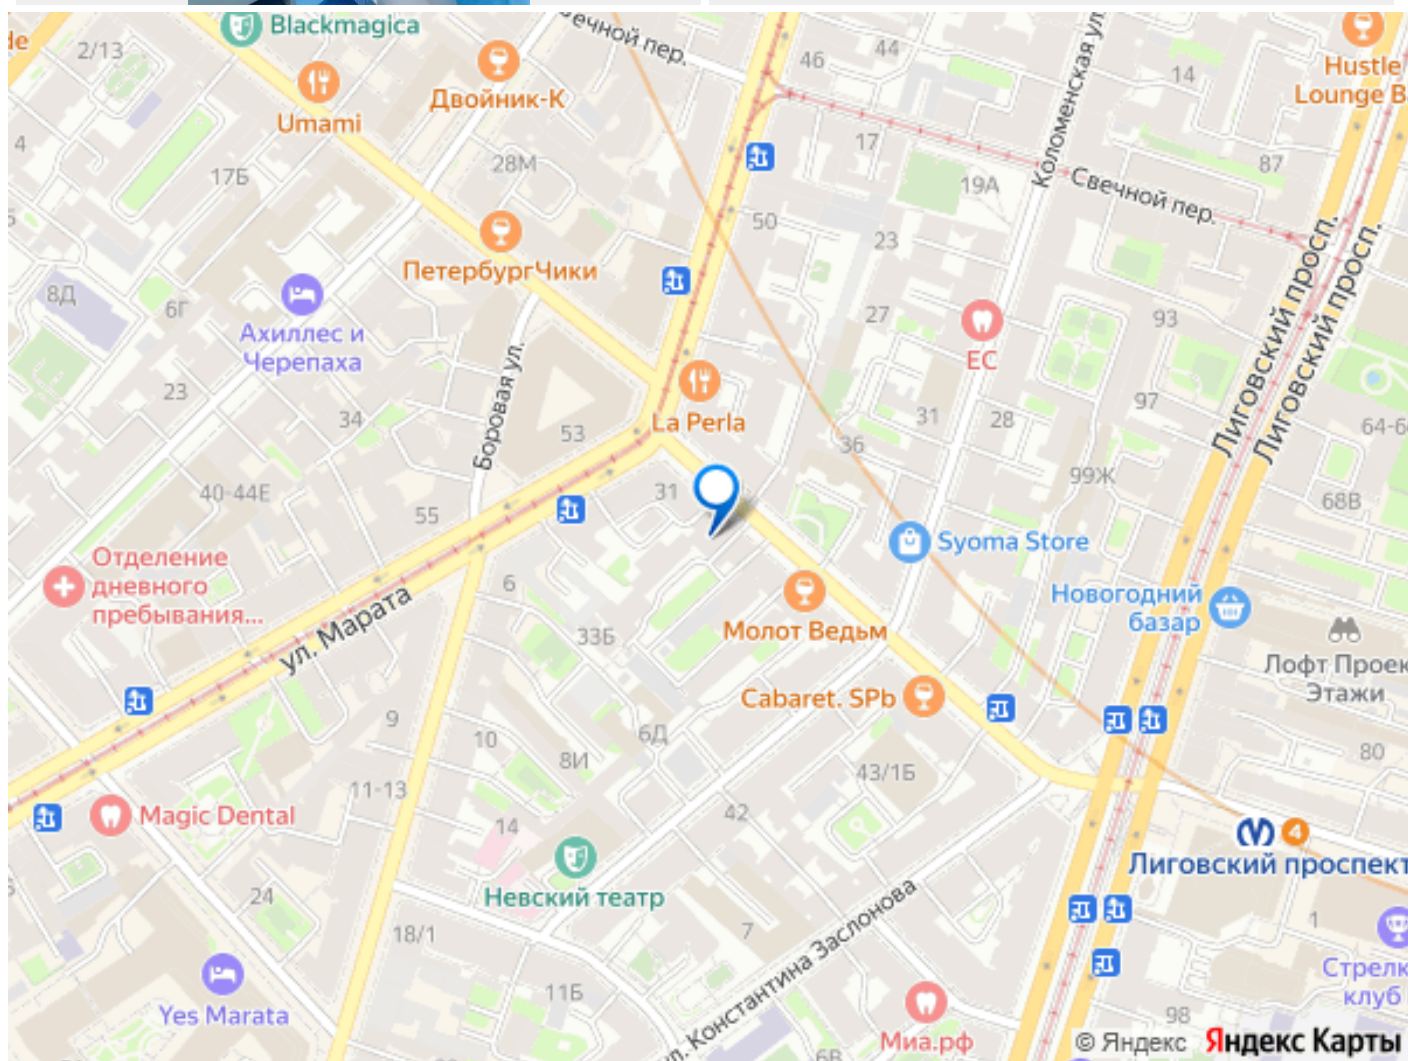 Blackmagica
2/13
Двойник-К
Umami
4
17Б
28М
46
44
14
Hustle
Lounge B
Коломенская ул.
17
87
19А
Свечной пер.
50
23
ПетербургЧики
8Д
6Г
Ахиллес и
Черепаха
27
93
ЕС
Лиговский просп.
Лиговский просп.
23
34
Боровая ул.
La Perla
53
31
28
97
36
64-6
99Ж
68В
40-44Е
55
31
Отделение
дневного
пребывания...
Syoma Store
6
Новогодний
базар
ул. Марата
33Б
Молот Ведьм
Лофт Проек
Этажи
Cabaret. SPb
9
10
6Д
8И
43/1Б
80
11-13
Magic Dental
14
42
4
Лиговский проспект
Невский театр
24
18/1
7
1
ул. Константина Заслонова
Стрелк
клуб
Yes Marata
11Б
98
Миа.рф
6В
© Яндекс Яндекс Карты